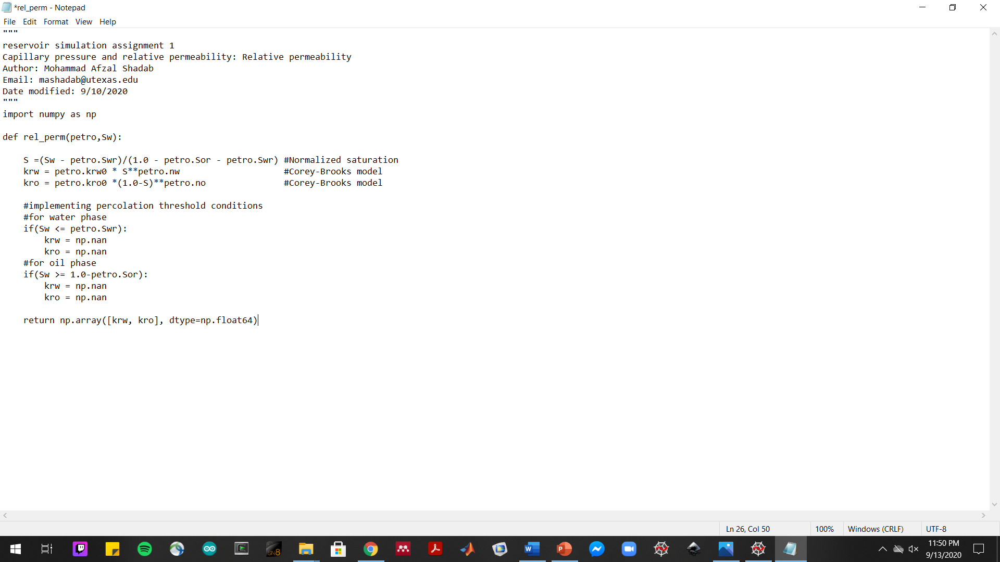 *rel_perm - Notepad
File Edit Format View Help
"""
reservoir simulation assignment 1
Capillary pressure and relative permeability: Relative permeability
Author: Mohammad Afzal Shadab
Email: mashadab@utexas.edu
Date modified: 9/10/2020
"""
import numpy as np

def rel_perm(petro,Sw):

    S =(Sw - petro.Swr)/(1.0 - petro.Sor - petro.Swr) #Normalized saturation
    krw = petro.krw0 * S**petro.nw                    #Corey-Brooks model
    kro = petro.kro0 *(1.0-S)**petro.no               #Corey-Brooks model

    #implementing percolation threshold conditions
    #for water phase
    if(Sw <= petro.Swr):
        krw = np.nan
        kro = np.nan
    #for oil phase
    if(Sw >= 1.0-petro.Sor):
        krw = np.nan
        kro = np.nan

    return np.array([krw, kro], dtype=np.float64)
Ln 26, Col 50 100% Windows (CRLF) UTF-8
SN8
W
P
11:50 PM
9/13/2020